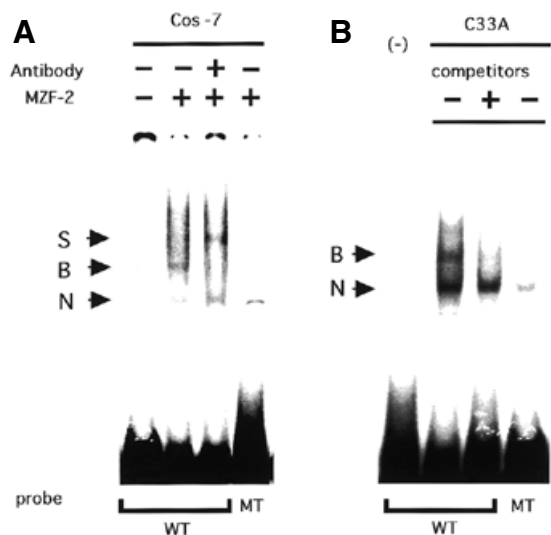 A
Cos -7
Antibody - - + -
MZF-2 - + + +
S
B
N
probe
WT
MT
B
(-)
C33A
competitors
- + -
B
N
WT
MT